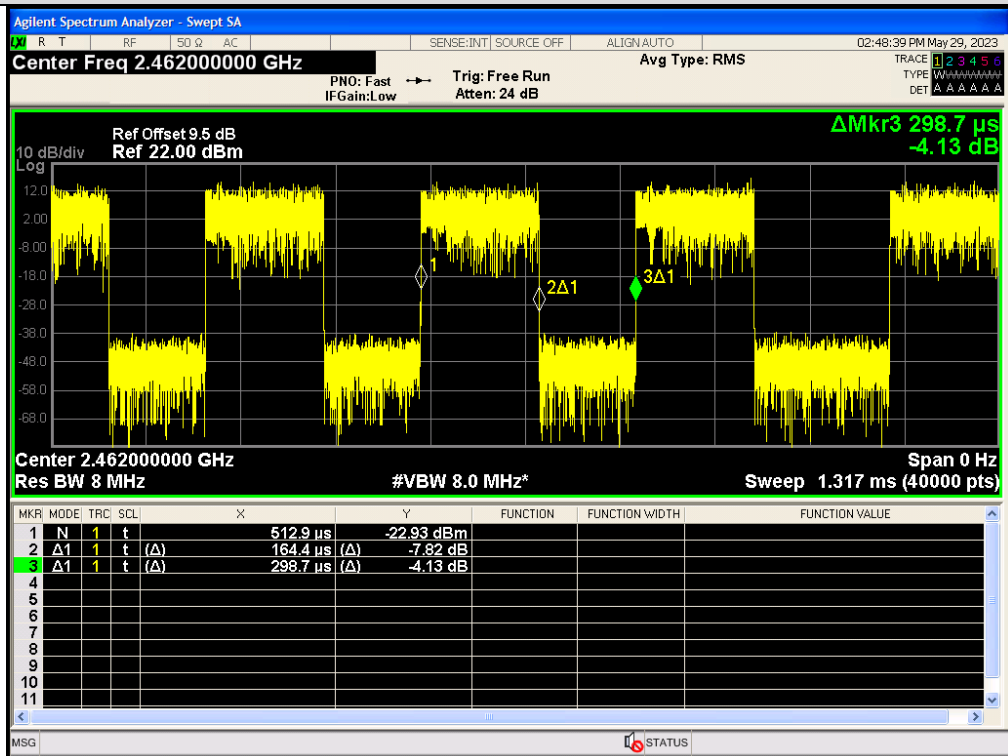 Agilent Spectrum Analyzer - Swept SA
LXI R T RF 50 Ω AC SENSE:INT SOURCE OFF ALIGN AUTO 02:48:39 PM May 29, 2023
Center Freq 2.462000000 GHz Avg Type: RMS TRACE 1 2 3 4 5 6
PNO: Fast Trig: Free Run TYPE W
IFGain:Low Atten: 24 dB DET A A A A A A
ΔMkr3 298.7 µs
-4.13 dB
Ref Offset 9.5 dB
10 dB/div Ref 22.00 dBm
Log
12.0
2.00
-8.00
-18.0
-28.0
-38.0
-48.0
-58.0
-68.0
1
2Δ1
3Δ1
Center 2.462000000 GHz Span 0 Hz
Res BW 8 MHz #VBW 8.0 MHz* Sweep 1.317 ms (40000 pts)
MKR MODE TRC SCL X Y FUNCTION FUNCTION WIDTH FUNCTION VALUE
1 N 1 t 512.9 µs -22.93 dBm
2 Δ1 1 t (Δ) 164.4 µs (Δ) -7.82 dB
3 Δ1 1 t (Δ) 298.7 µs (Δ) -4.13 dB
4
5
6
7
8
9
10
11
MSG STATUS